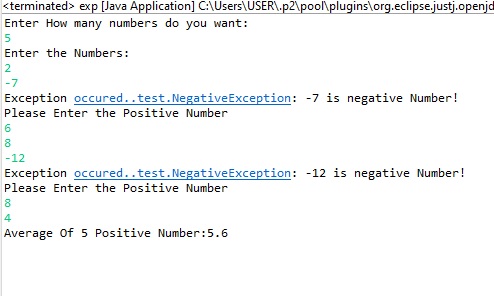 <terminated> exp [Java Application] C:\Users\USER\.p2\pool\plugins\org.eclipse.justj.openjd
Enter How many numbers do you want:
5
Enter the Numbers:
2
-7
Exception occured..test.NegativeException: -7 is negative Number!
Please Enter the Positive Number
6
8
-12
Exception occured..test.NegativeException: -12 is negative Number!
Please Enter the Positive Number
8
4
Average Of 5 Positive Number:5.6